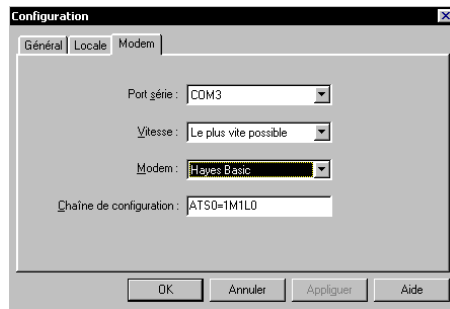 Configuration
Général Locale Modem
Port série : COM3
Vitesse : Le plus vite possible
Modem : Hayes Basic
Chaîne de configuration : ATS0=1M1L0
OK Annuler Appliquer Aide